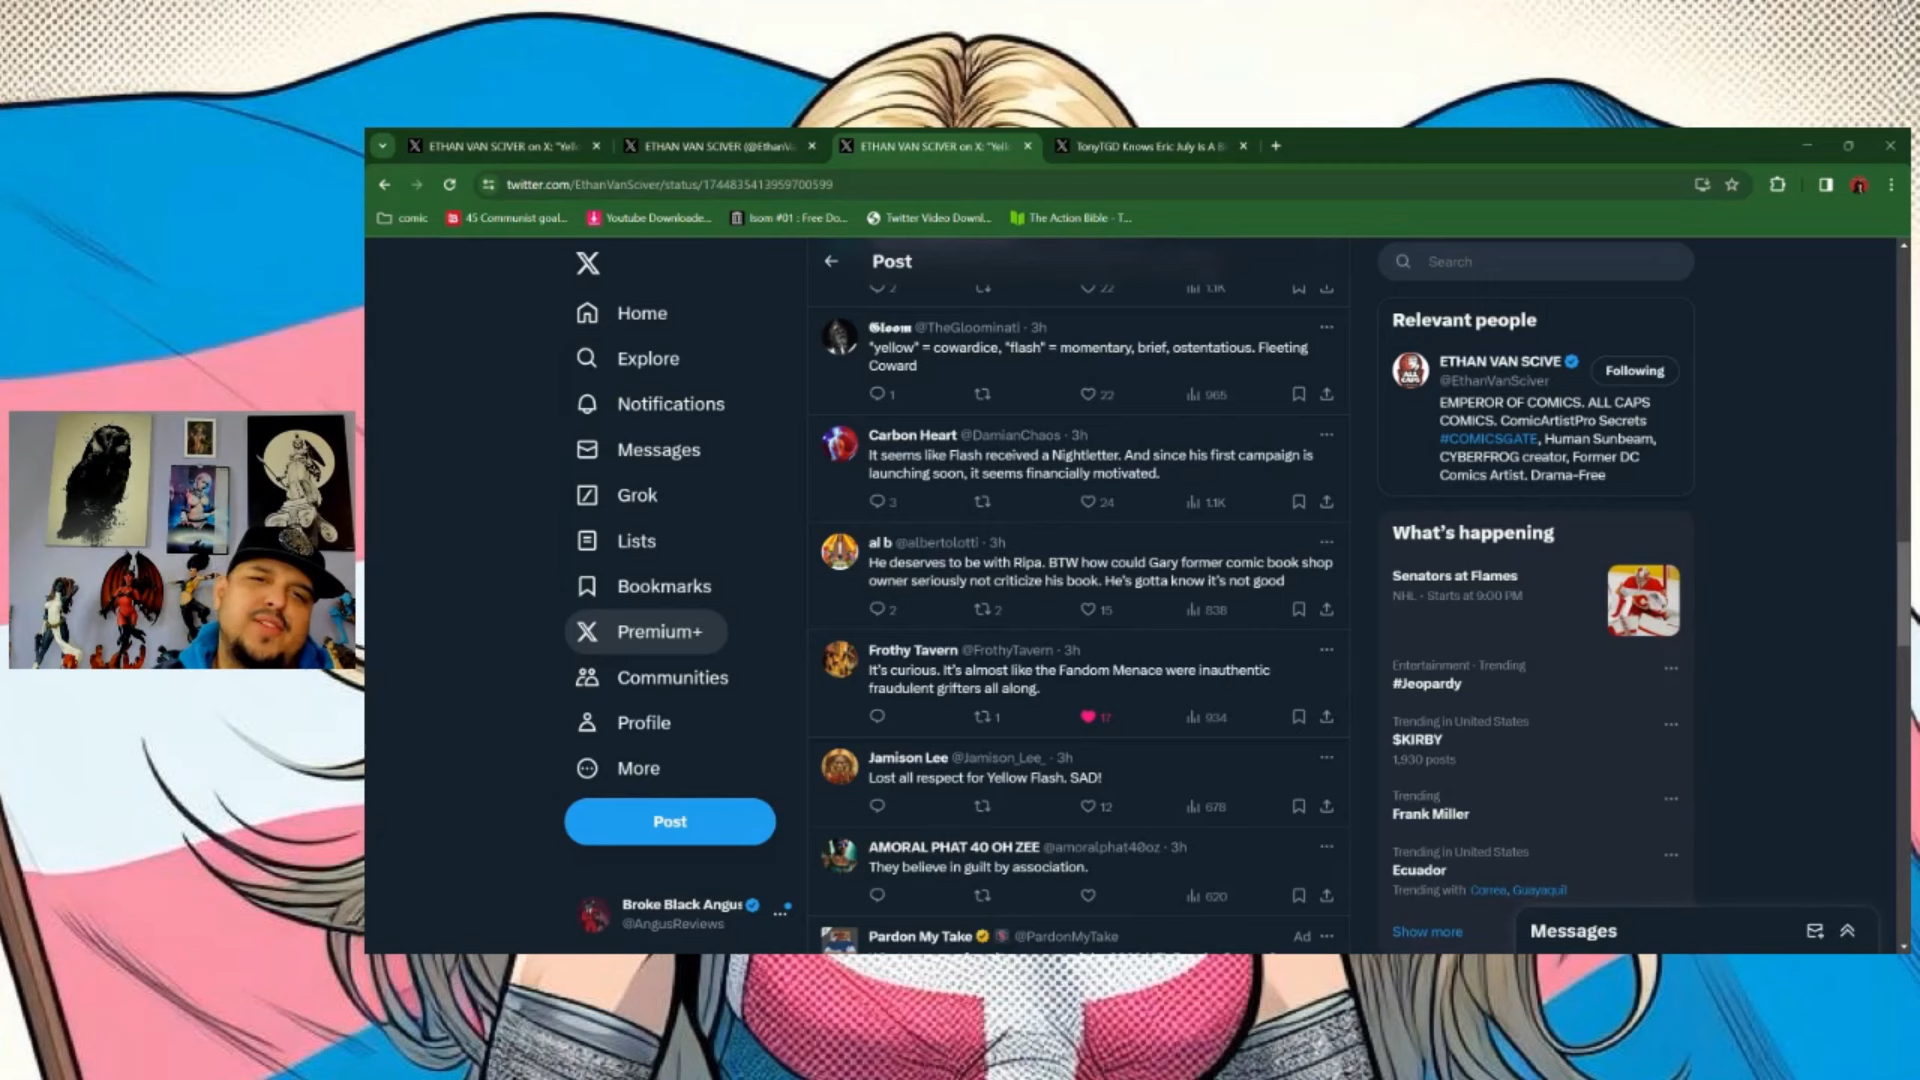 ETHAN VAN SCIVER on X: "Yell
ETHAN VAN SCIVER (@EthanVa
ETHAN VAN SCIVER on X: "Yell
TonyTGD Knows Eric July Is A B
twitter.com/EthanVanSciver/status/1744835413959700599
comic
45 Communist goal...
Youtube Downloade...
Isom #01 : Free Do...
Twitter Video Downl...
The Action Bible - T...
Home
Explore
Notifications
Messages
Grok
Lists
Bookmarks
Premium+
Communities
Profile
More
Post
Broke Black Angus
@AngusReviews
Post
2 22 1.1K
Gloom @TheGloominati · 3h
"yellow" = cowardice, "flash" = momentary, brief, ostentatious. Fleeting
Coward
1 22 965
Carbon Heart @DamianChaos · 3h
It seems like Flash received a Nightletter. And since his first campaign is
launching soon, it seems financially motivated.
3 24 1.1K
al b @albertolotti · 3h
He deserves to be with Ripa. BTW how could Gary former comic book shop
owner seriously not criticize his book. He's gotta know it's not good
2 2 15 838
Frothy Tavern @FrothyTavern · 3h
It's curious. It's almost like the Fandom Menace were inauthentic
fraudulent grifters all along.
1 17 934
Jamison Lee @Jamison_Lee_ · 3h
Lost all respect for Yellow Flash. SAD!
12 678
AMORAL PHAT 40 OH ZEE @amoralphat40oz · 3h
They believe in guilt by association.
620
Pardon My Take @PardonMyTake Ad
Search
Relevant people
ETHAN VAN SCIVE
@EthanVanSciver
Following
EMPEROR OF COMICS. ALL CAPS
COMICS. ComicArtistPro Secrets
#COMICSGATE, Human Sunbeam,
CYBERFROG creator, Former DC
Comics Artist. Drama-Free
What's happening
Senators at Flames
NHL · Starts at 9:00 PM
Entertainment · Trending
#Jeopardy
Trending in United States
$KIRBY
1,930 posts
Trending
Frank Miller
Trending in United States
Ecuador
Trending with Correa, Guayaquil
Show more
Messages